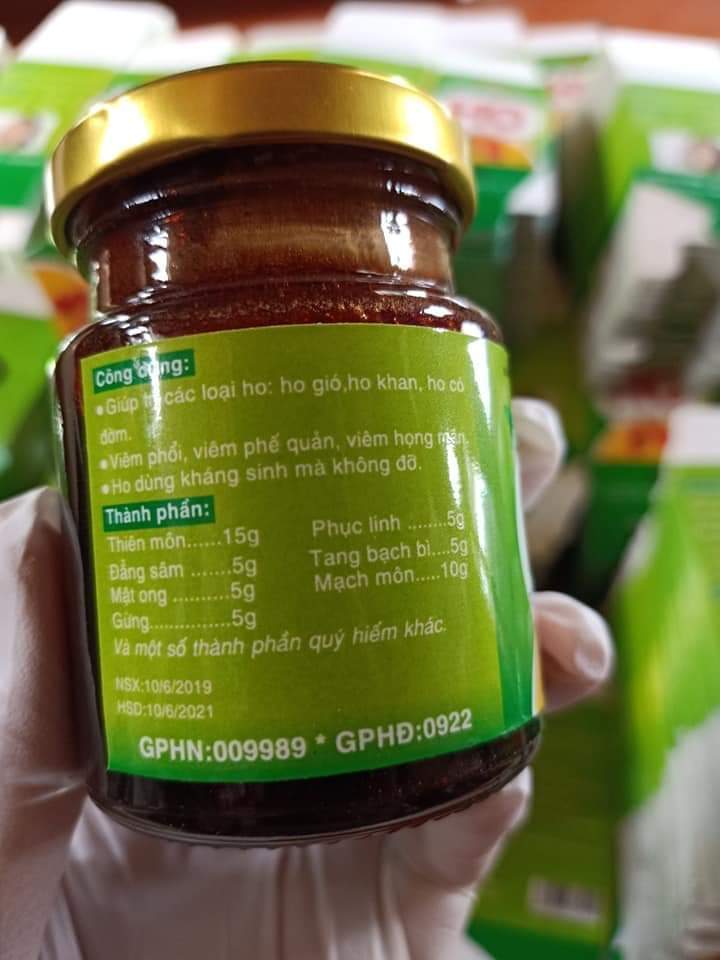 Công dụng:
•Giúp trị các loại ho: ho gió,ho khan, ho có
đờm.
•Viêm phổi, viêm phế quản, viêm họng mãn.
•Ho dùng kháng sinh mà không đỡ.
Thành phần:
Thiên môn......15g
Đẳng sâm .......5g
Mật ong ..........5g
Gừng...............5g
Phục linh ........5g
Tang bạch bì....5g
Mạch môn.....10g
Và một số thành phần quý hiếm khác.
NSX:10/6/2019
HSD:10/6/2021
GPHN:009989 * GPHĐ:0922